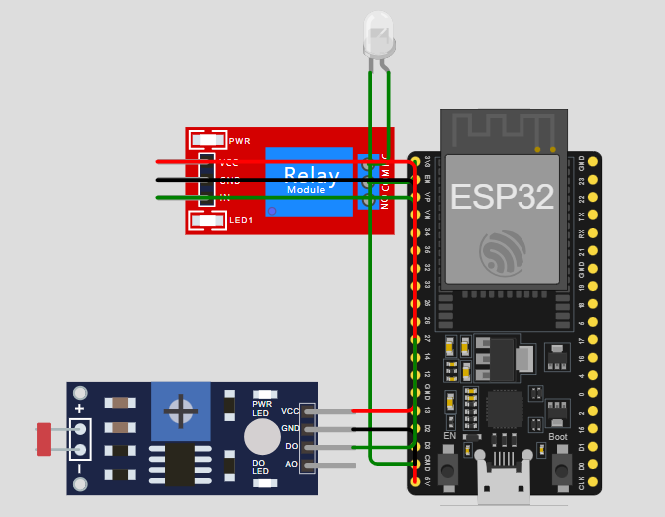 PWR
VCC
GND
IN
LED1
Relay
Module
NO COM NC
ESP32
3V3
EN
VP
VN
34
35
32
33
25
26
27
14
12
GND
13
D2
D3
CMD
5V
GND
23
22
TX
RX
21
GND
19
18
5
17
16
4
0
2
15
D1
D0
CLK
EN
Boot
+
−
PWR
LED
DO
LED
VCC
GND
DO
AO